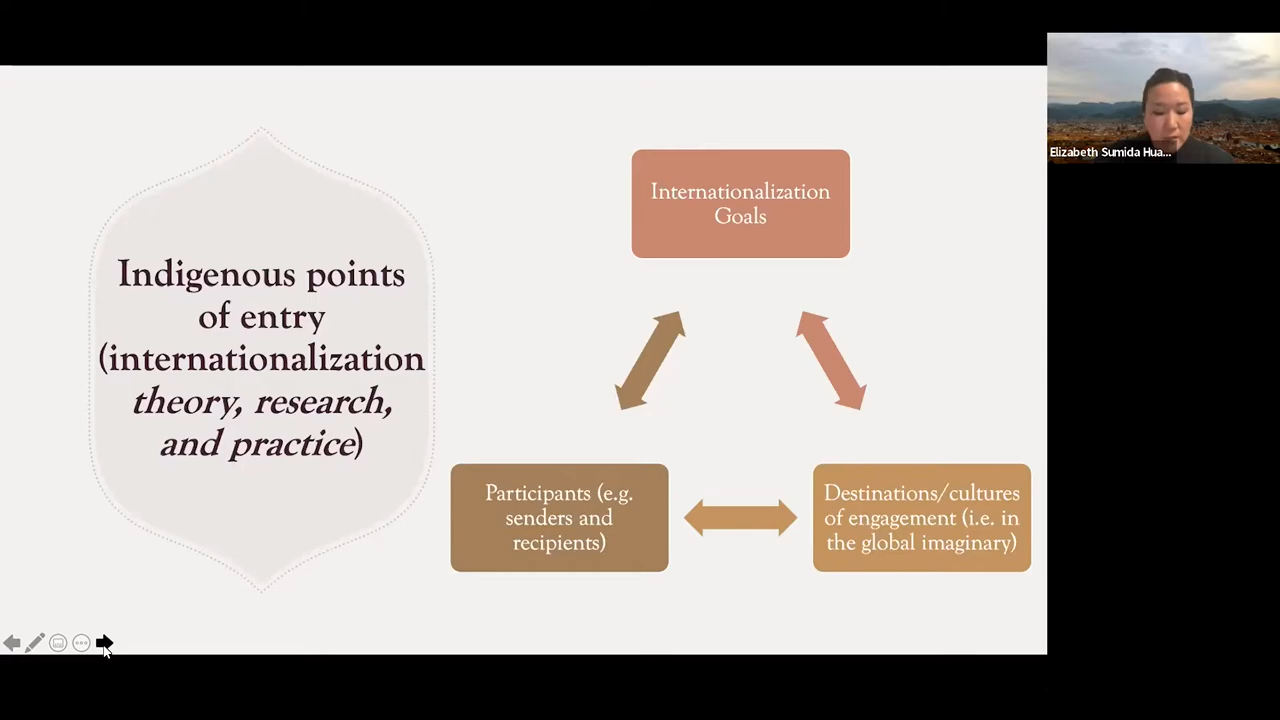 Indigenous points
of entry
(internationalization
theory, research,
and practice)
Internationalization
Goals
Participants (e.g.
senders and
recipients)
Destinations/cultures
of engagement (i.e. in
the global imaginary)
Elizabeth Sumida Hua...